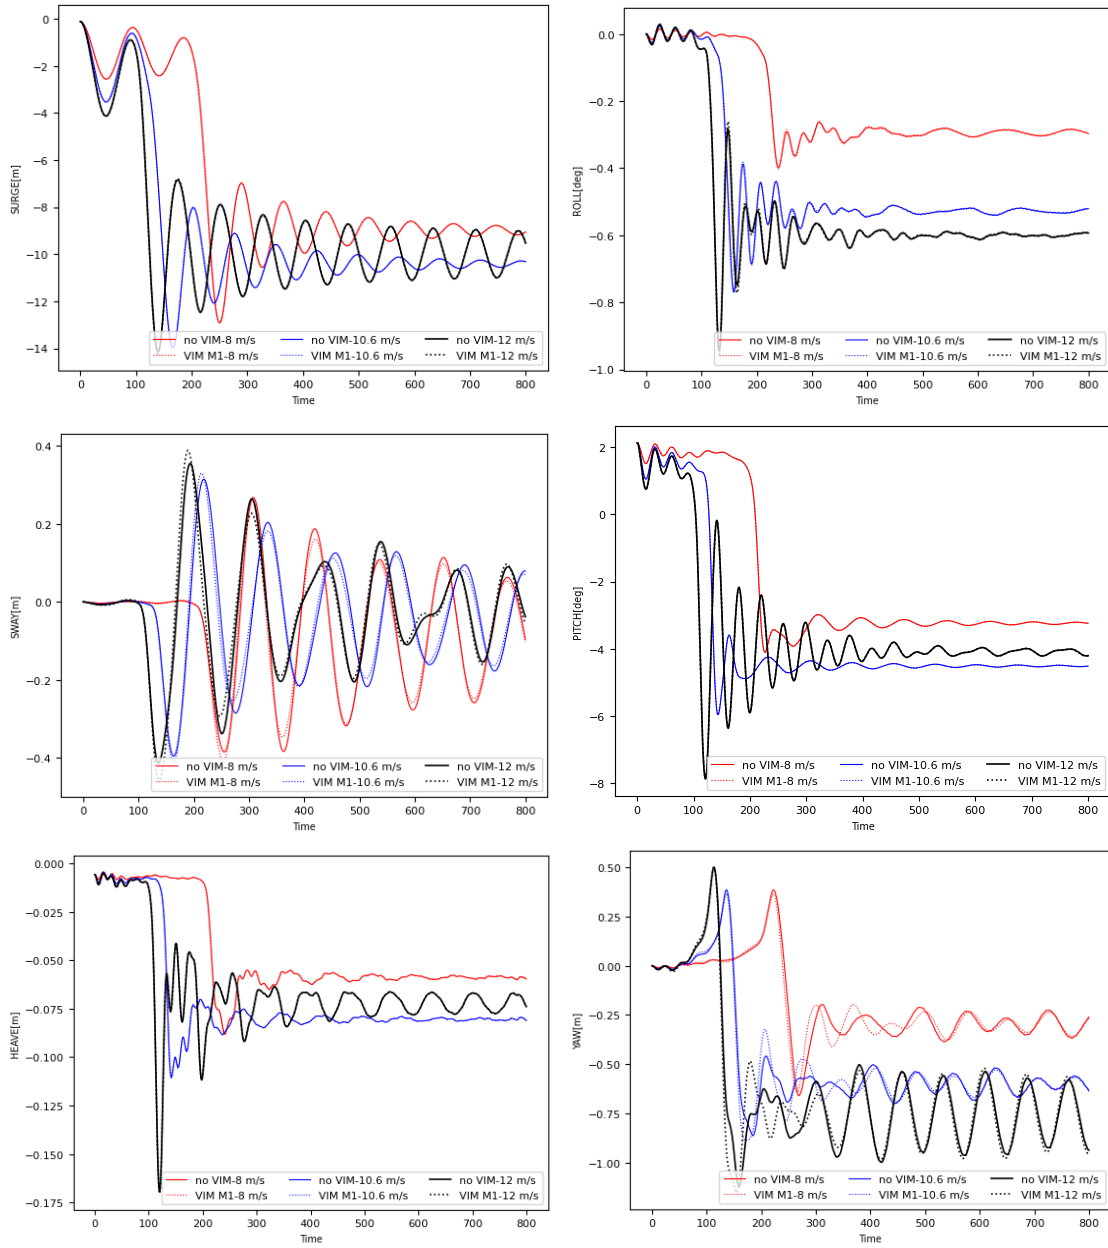 0
−2
−4
−6
−8
−10
−12
−14
SURGE[m]
0 100 200 300 400 500 600 700 800
Time
no VIM-8 m/s no VIM-10.6 m/s no VIM-12 m/s
VIM M1-8 m/s VIM M1-10.6 m/s VIM M1-12 m/s
0.0
−0.2
−0.4
−0.6
−0.8
−1.0
ROLL[deg]
0 100 200 300 400 500 600 700 800
Time
no VIM-8 m/s no VIM-10.6 m/s no VIM-12 m/s
VIM M1-8 m/s VIM M1-10.6 m/s VIM M1-12 m/s
0.4
0.2
0.0
−0.2
−0.4
SWAY[m]
0 100 200 300 400 500 600 700 800
Time
no VIM-8 m/s no VIM-10.6 m/s no VIM-12 m/s
VIM M1-8 m/s VIM M1-10.6 m/s VIM M1-12 m/s
2
0
−2
−4
−6
−8
PITCH[deg]
0 100 200 300 400 500 600 700 800
Time
no VIM-8 m/s no VIM-10.6 m/s no VIM-12 m/s
VIM M1-8 m/s VIM M1-10.6 m/s VIM M1-12 m/s
0.000
−0.025
−0.050
−0.075
−0.100
−0.125
−0.150
−0.175
HEAVE[m]
0 100 200 300 400 500 600 700 800
Time
no VIM-8 m/s no VIM-10.6 m/s no VIM-12 m/s
VIM M1-8 m/s VIM M1-10.6 m/s VIM M1-12 m/s
0.50
0.25
0.00
−0.25
−0.50
−0.75
−1.00
YAW[m]
0 100 200 300 400 500 600 700 800
Time
no VIM-8 m/s no VIM-10.6 m/s no VIM-12 m/s
VIM M1-8 m/s VIM M1-10.6 m/s VIM M1-12 m/s